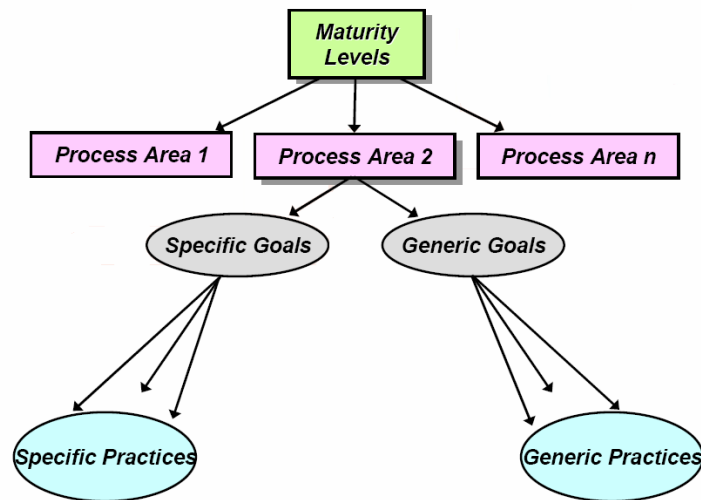 Maturity
Levels
Process Area 1
Process Area 2
Process Area n
Specific Goals
Generic Goals
Specific Practices
Generic Practices